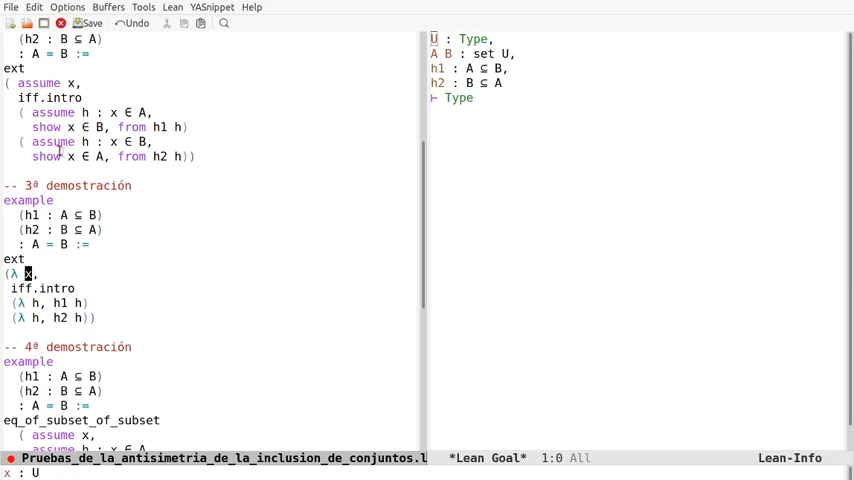 File Edit Options Buffers Tools Lean YASnippet Help
Save Undo
(h2 : B ⊆ A)
: A = B :=
ext
( assume x,
iff.intro
( assume h : x ∈ A,
show x ∈ B, from h1 h)
( assume h : x ∈ B,
show x ∈ A, from h2 h))
-- 3ª demostración
example
(h1 : A ⊆ B)
(h2 : B ⊆ A)
: A = B :=
ext
(λ x,
iff.intro
(λ h, h1 h)
(λ h, h2 h))
-- 4ª demostración
example
(h1 : A ⊆ B)
(h2 : B ⊆ A)
: A = B :=
eq_of_subset_of_subset
( assume x,
assume h : x ∈ A
Pruebas_de_la_antisimetria_de_la_inclusion_de_conjuntos.l
x : U
U : Type,
A B : set U,
h1 : A ⊆ B,
h2 : B ⊆ A
⊢ Type
*Lean Goal* 1:0 All Lean-Info